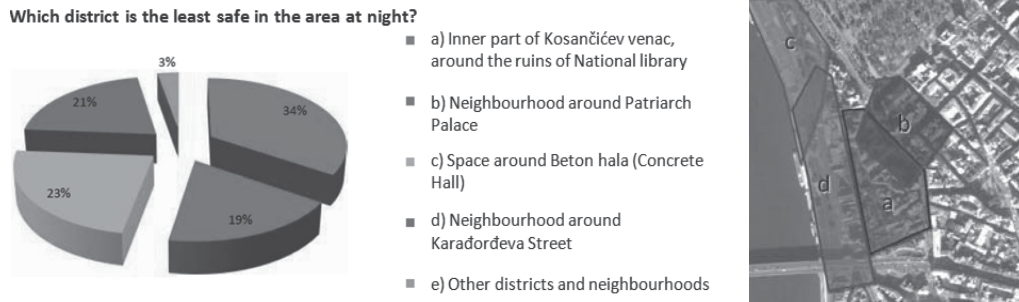 Which district is the least safe in the area at night?
3%
21%
34%
23%
19%
a) Inner part of Kosančićev venac,
around the ruins of National library
b) Neighbourhood around Patriarch
Palace
c) Space around Beton hala (Concrete
Hall)
d) Neighbourhood around
Karađorđeva Street
e) Other districts and neighbourhoods
c
b
d
a